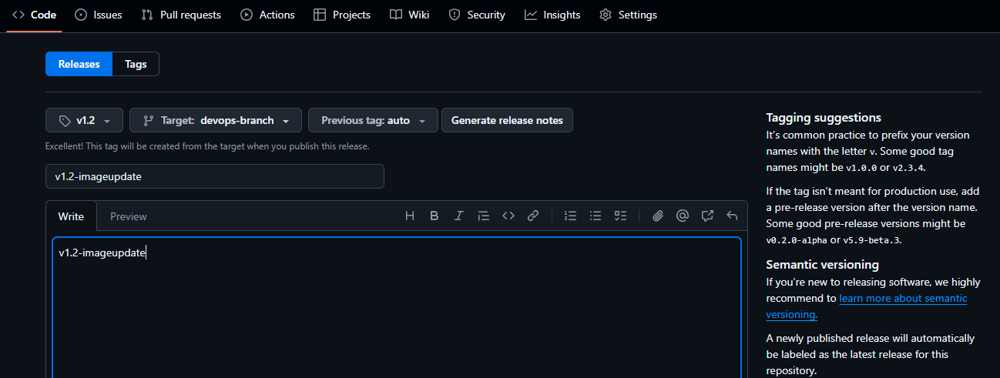 Code Issues Pull requests Actions Projects Wiki Security Insights Settings
Releases Tags
v1.2 Target: devops-branch Previous tag: auto Generate release notes
Excellent! This tag will be created from the target when you publish this release.
v1.2-imageupdate
Write Preview
v1.2-imageupdate
Tagging suggestions
It’s common practice to prefix your version
names with the letter v. Some good tag
names might be v1.0.0 or v2.3.4.
If the tag isn’t meant for production use, add
a pre-release version after the version name.
Some good pre-release versions might be
v0.2.0-alpha or v5.9-beta.3.
Semantic versioning
If you’re new to releasing software, we highly
recommend to learn more about semantic
versioning.
A newly published release will automatically
be labeled as the latest release for this
repository.